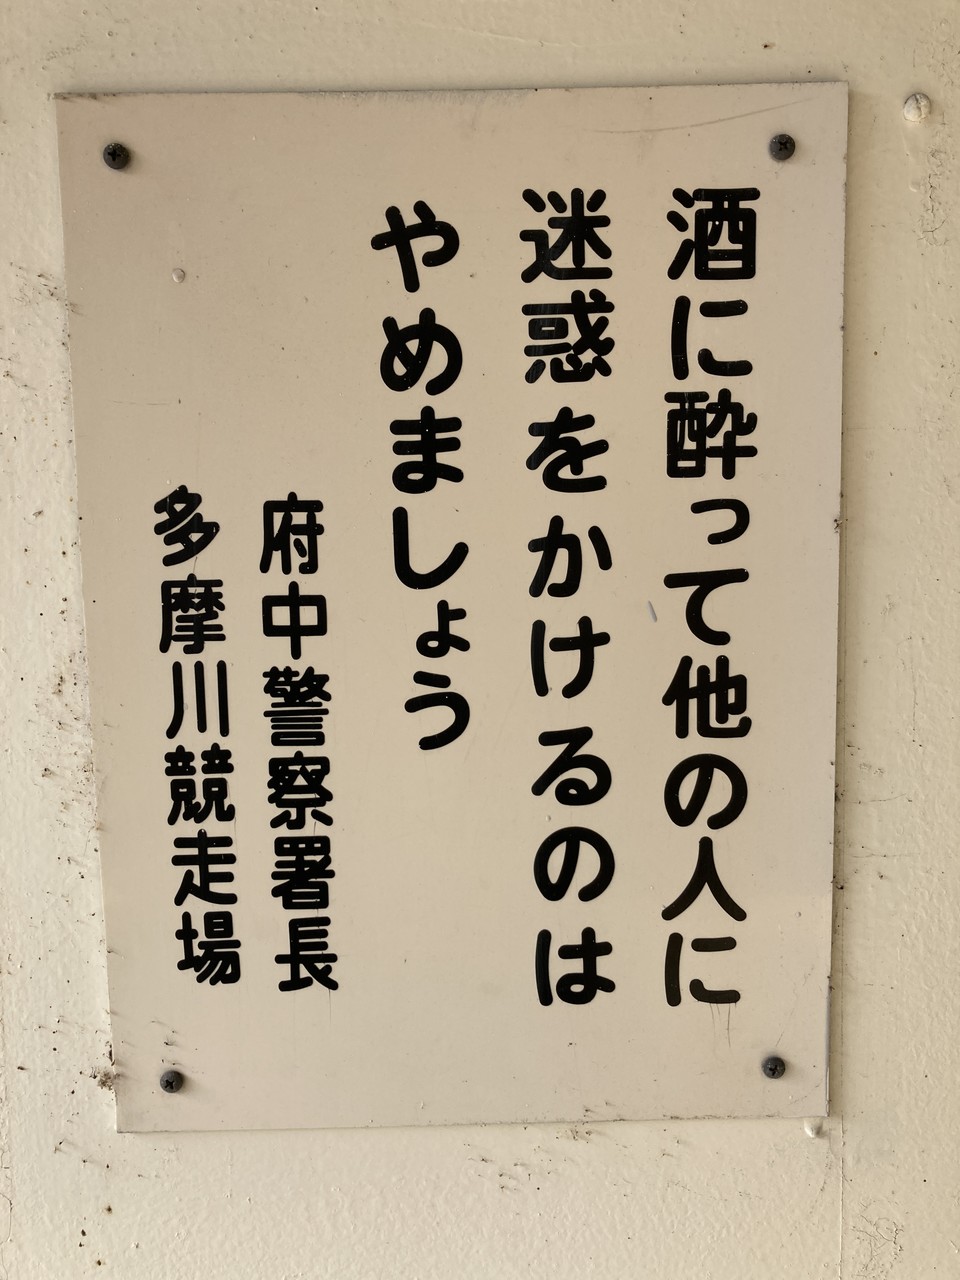 酒に酔って他の人に
迷惑をかけるのは
やめましょう
府中警察署長
多摩川競走場